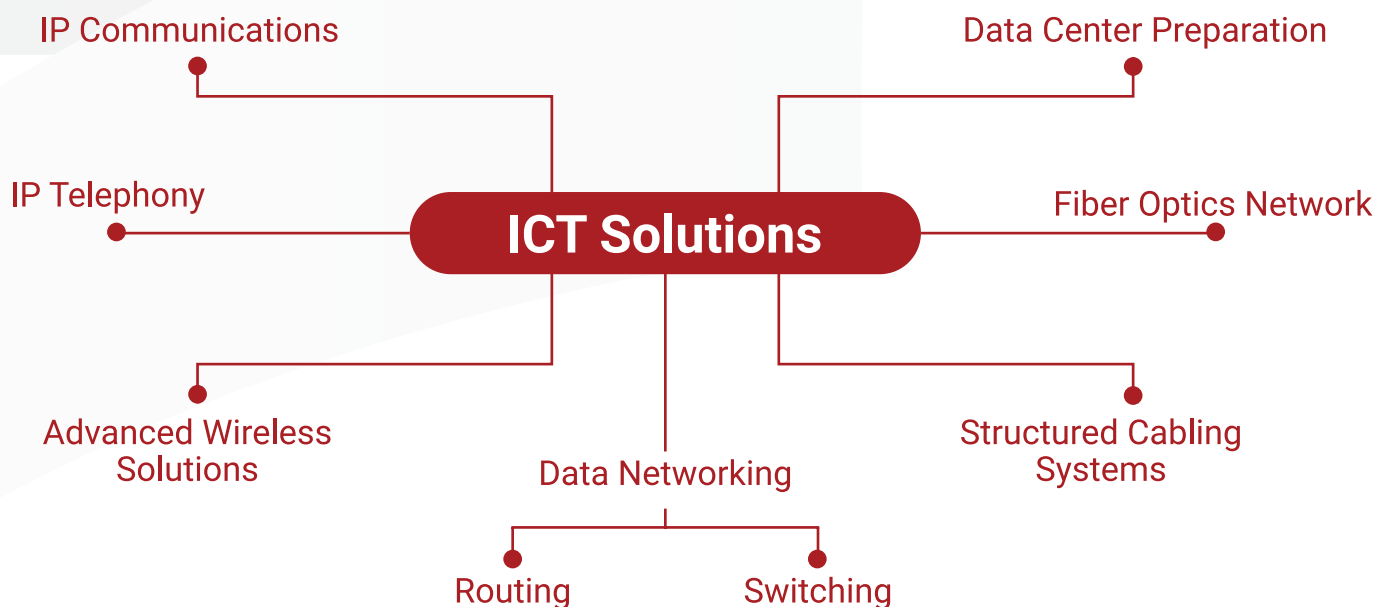 IP Communications
Data Center Preparation
IP Telephony
Fiber Optics Network
ICT Solutions
Advanced Wireless
Solutions
Structured Cabling
Systems
Data Networking
Routing
Switching